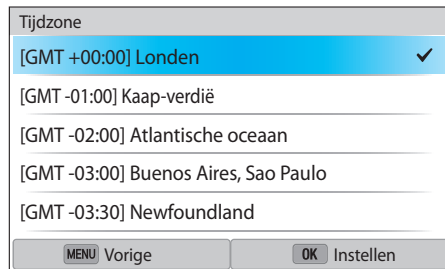 Tijdzone
[GMT +00:00] Londen
[GMT -01:00] Kaap-verdië
[GMT -02:00] Atlantische oceaan
[GMT -03:00] Buenos Aires, Sao Paulo
[GMT -03:30] Newfoundland
MENU Vorige OK Instellen